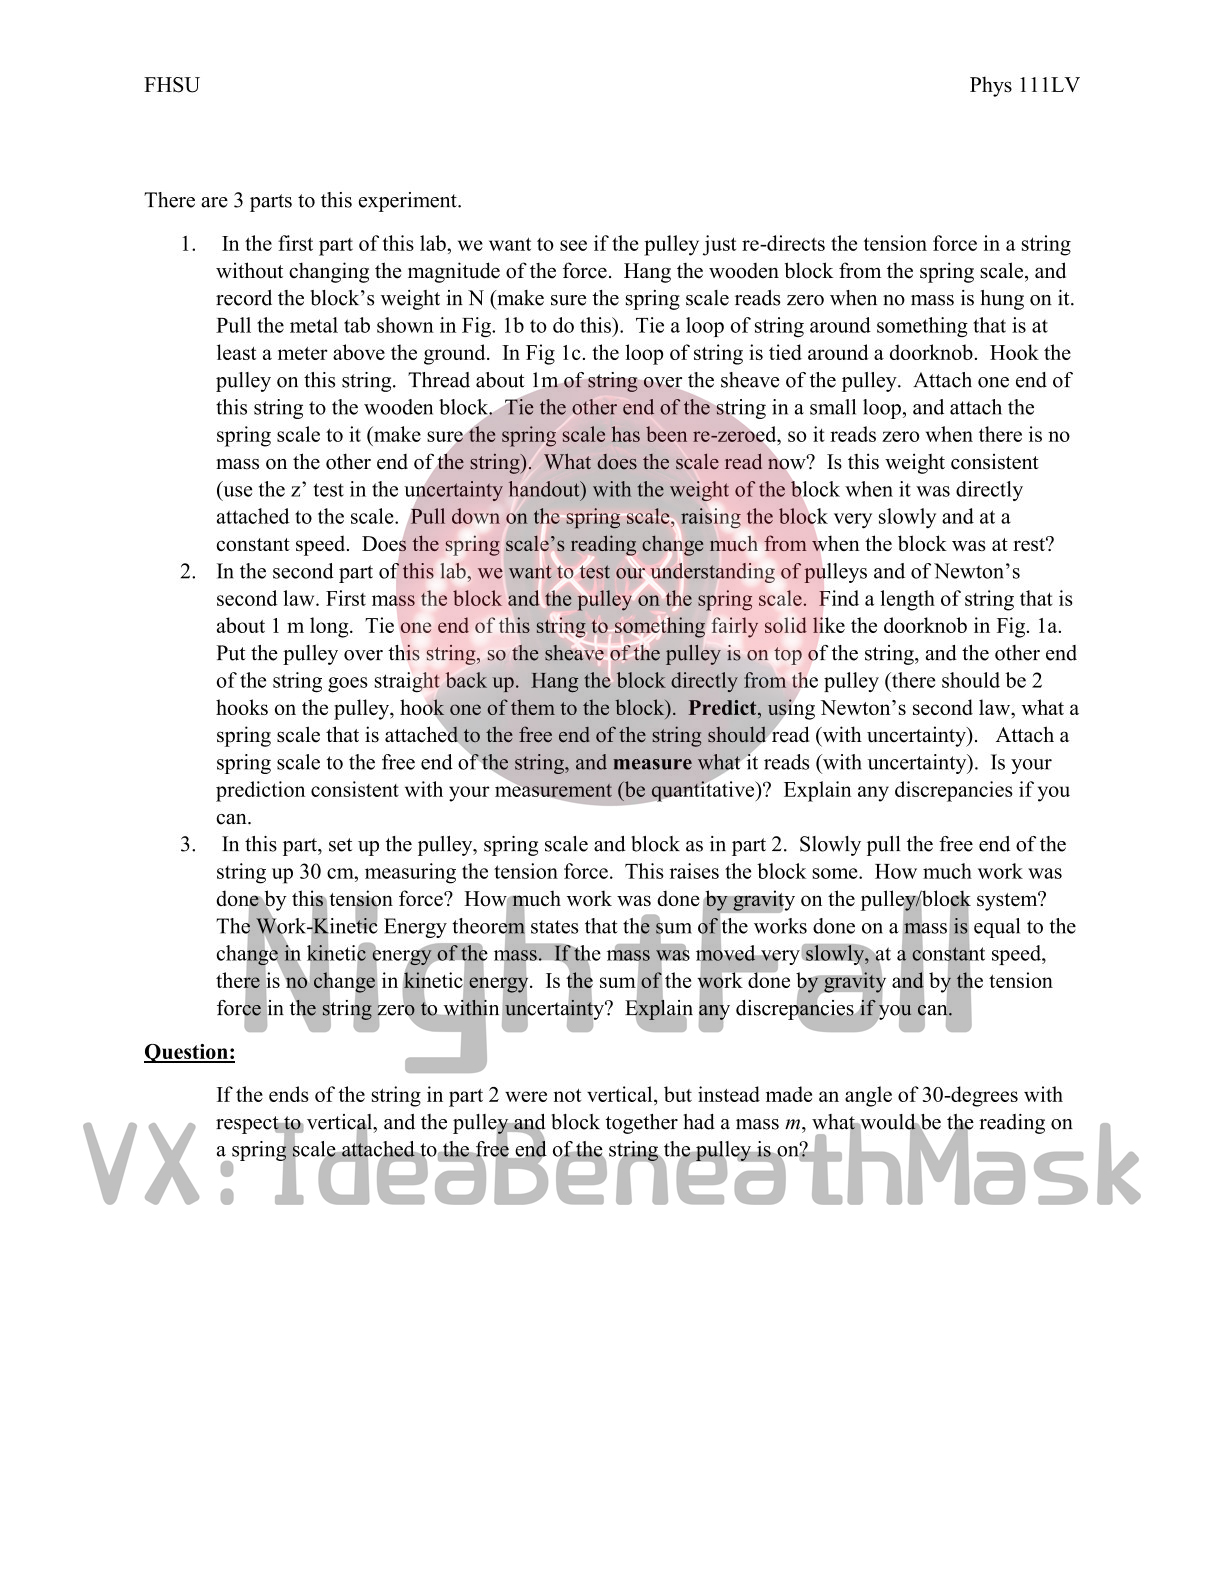 FHSU Phys 111LV
There are 3 parts to this experiment.
1. In the first part of this lab, we want to see if the pulley just re-directs the tension force in a string
without changing the magnitude of the force. Hang the wooden block from the spring scale, and
record the block’s weight in N (make sure the spring scale reads zero when no mass is hung on it.
Pull the metal tab shown in Fig. 1b to do this). Tie a loop of string around something that is at
least a meter above the ground. In Fig 1c. the loop of string is tied around a doorknob. Hook the
pulley on this string. Thread about 1m of string over the sheave of the pulley. Attach one end of
this string to the wooden block. Tie the other end of the string in a small loop, and attach the
spring scale to it (make sure the spring scale has been re-zeroed, so it reads zero when there is no
mass on the other end of the string). What does the scale read now? Is this weight consistent
(use the z’ test in the uncertainty handout) with the weight of the block when it was directly
attached to the scale. Pull down on the spring scale, raising the block very slowly and at a
constant speed. Does the spring scale’s reading change much from when the block was at rest?
2. In the second part of this lab, we want to test our understanding of pulleys and of Newton’s
second law. First mass the block and the pulley on the spring scale. Find a length of string that is
about 1 m long. Tie one end of this string to something fairly solid like the doorknob in Fig. 1a.
Put the pulley over this string, so the sheave of the pulley is on top of the string, and the other end
of the string goes straight back up. Hang the block directly from the pulley (there should be 2
hooks on the pulley, hook one of them to the block). Predict, using Newton’s second law, what a
spring scale that is attached to the free end of the string should read (with uncertainty). Attach a
spring scale to the free end of the string, and measure what it reads (with uncertainty). Is your
prediction consistent with your measurement (be quantitative)? Explain any discrepancies if you
can.
3. In this part, set up the pulley, spring scale and block as in part 2. Slowly pull the free end of the
string up 30 cm, measuring the tension force. This raises the block some. How much work was
done by this tension force? How much work was done by gravity on the pulley/block system?
The Work-Kinetic Energy theorem states that the sum of the works done on a mass is equal to the
change in kinetic energy of the mass. If the mass was moved very slowly, at a constant speed,
there is no change in kinetic energy. Is the sum of the work done by gravity and by the tension
force in the string zero to within uncertainty? Explain any discrepancies if you can.
NightFall
Question:
If the ends of the string in part 2 were not vertical, but instead made an angle of 30-degrees with
respect to vertical, and the pulley and block together had a mass m, what would be the reading on
a spring scale attached to the free end of the string the pulley is on?
VX: IdeaBeneathMask